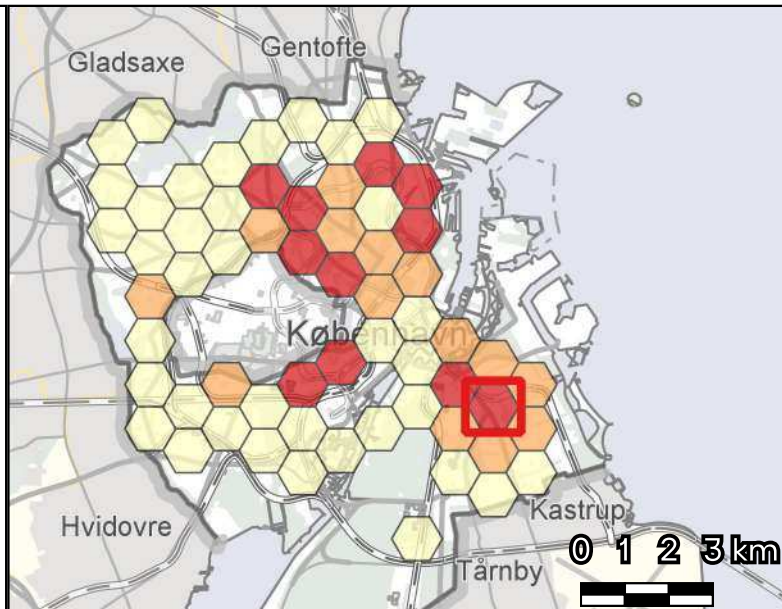 Gentofte
Gladsaxe
København
Hvidovre
Kastrup
Tårnby
0 1 2 3 km